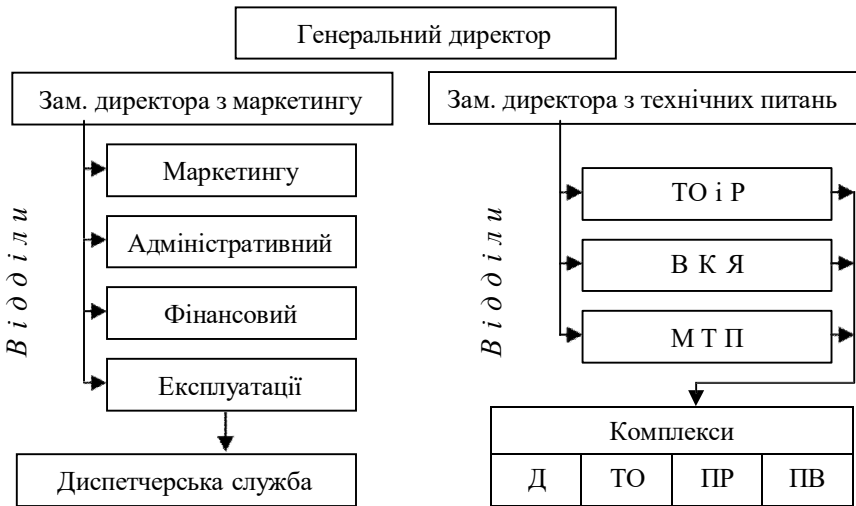 Генеральний директор
Зам. директора з маркетингу
Відділи
Маркетингу
Адміністративний
Фінансовий
Експлуатації
Диспетчерська служба
Зам. директора з технічних питань
Відділи
ТО і Р
В К Я
М Т П
Комплекси
Д ТО ПР ПВ